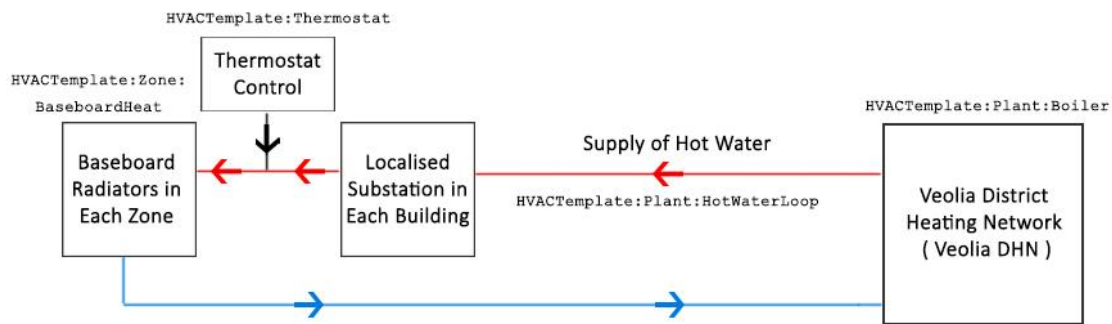 HVACTemplate:Thermostat
Thermostat
Control
HVACTemplate:Zone:
BaseboardHeat
Baseboard
Radiators in
Each Zone
Localised
Substation in
Each Building
Supply of Hot Water
HVACTemplate:Plant:HotWaterLoop
HVACTemplate:Plant:Boiler
Veolia District
Heating Network
( Veolia DHN )